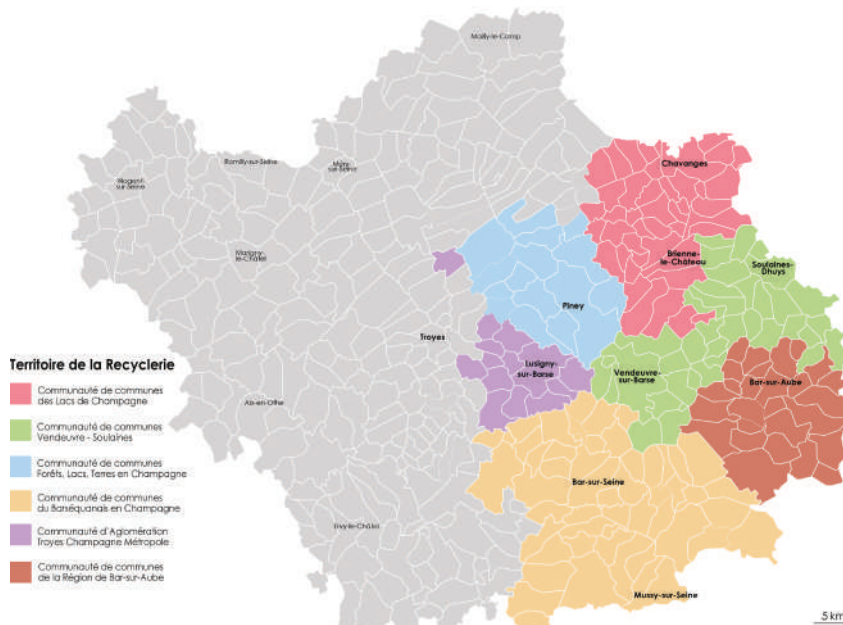 Mailly-le-Camp
Chavanges
Romilly-sur-Seine
Méry-
sur-Seine
Nogent-
sur-Seine
Marigny-
le-Châtel
Brienne-
le-Château
Soulaines-
Dhuys
Piney
Troyes
Territoire de la Recyclerie
Lusigny-
sur-Barse
Vendeuvre-
sur-Barse
Bar-sur-Aube
Communauté de communes
des Lacs de Champagne
Aix-en-Othe
Communauté de communes
Vendeuvre - Soulaines
Communauté de communes
Forêts, Lacs, Terres en Champagne
Communauté de communes
du Barséquanais en Champagne
Bar-sur-Seine
Communauté d'Aglomération
Troyes Champagne Métropole
Ervy-le-Châtel
Communauté de communes
de la Région de Bar-sur-Aube
Mussy-sur-Seine
5 km